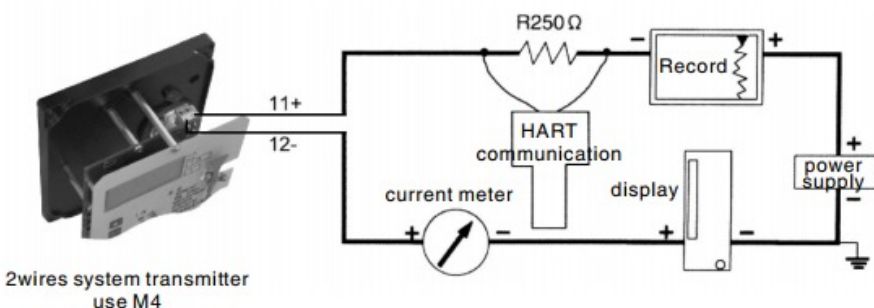 R250Ω
− +
Record
11+
12-
HART
communication
+
power
supply
−
current meter
display
+ −
+ −
2wires system transmitter
use M4